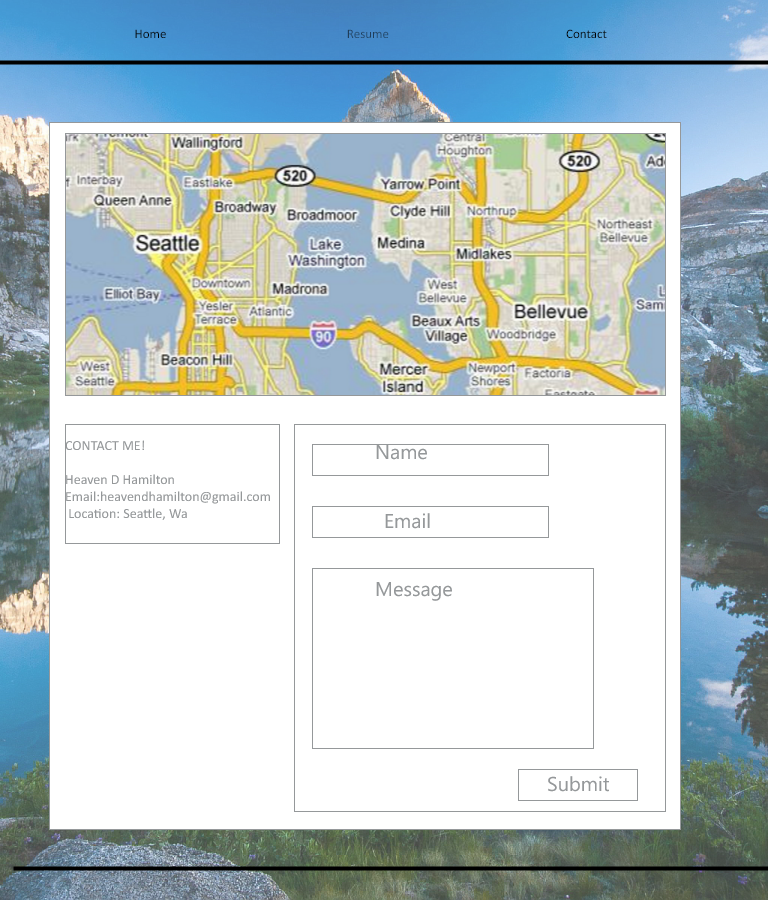 Home
Resume
Contact
Wallingford
Central
Houghton
520
520
Interbay
Eastlake
Yarrow Point
Queen Anne
Broadway
Broadmoor
Clyde Hill
Northrup
Northeast
Bellevue
Seattle
Lake
Washington
Medina
Midlakes
Downtown
Madrona
West
Bellevue
Elliot Bay
Yesler
Terrace
Atlantic
Bellevue
Beaux Arts
Village
Woodbridge
90
Beacon Hill
West
Seattle
Mercer
Island
Newport
Shores
Factoria
CONTACT ME!
Heaven D Hamilton
Email:heavendhamilton@gmail.com
Location: Seattle, Wa
Name
Email
Message
Submit